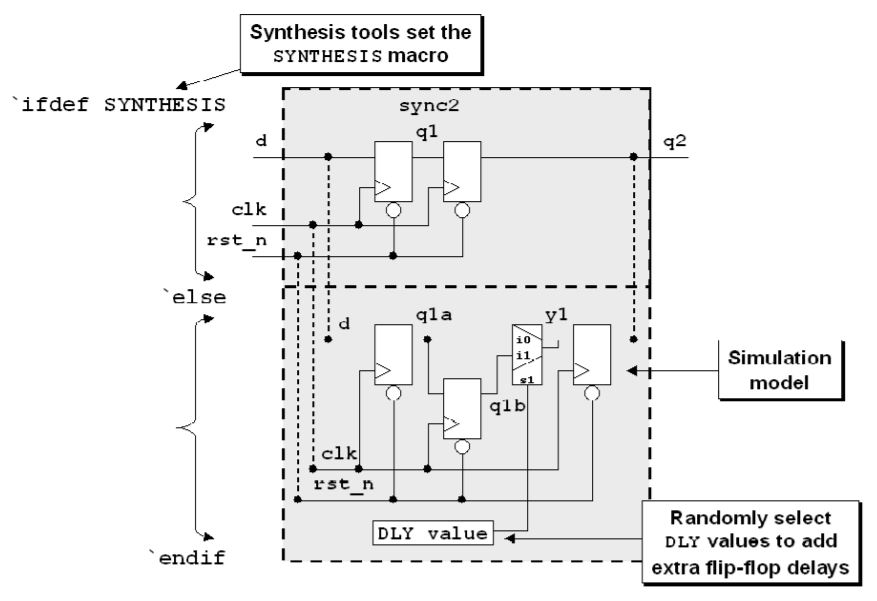 Synthesis tools set the
SYNTHESIS macro
`ifdef SYNTHESIS
sync2
d
q1
q2
clk
rst_n
`else
d
q1a
y1
i0
i1
s1
q1b
Simulation
model
clk
rst_n
DLY value
Randomly select
DLY values to add
extra flip-flop delays
`endif